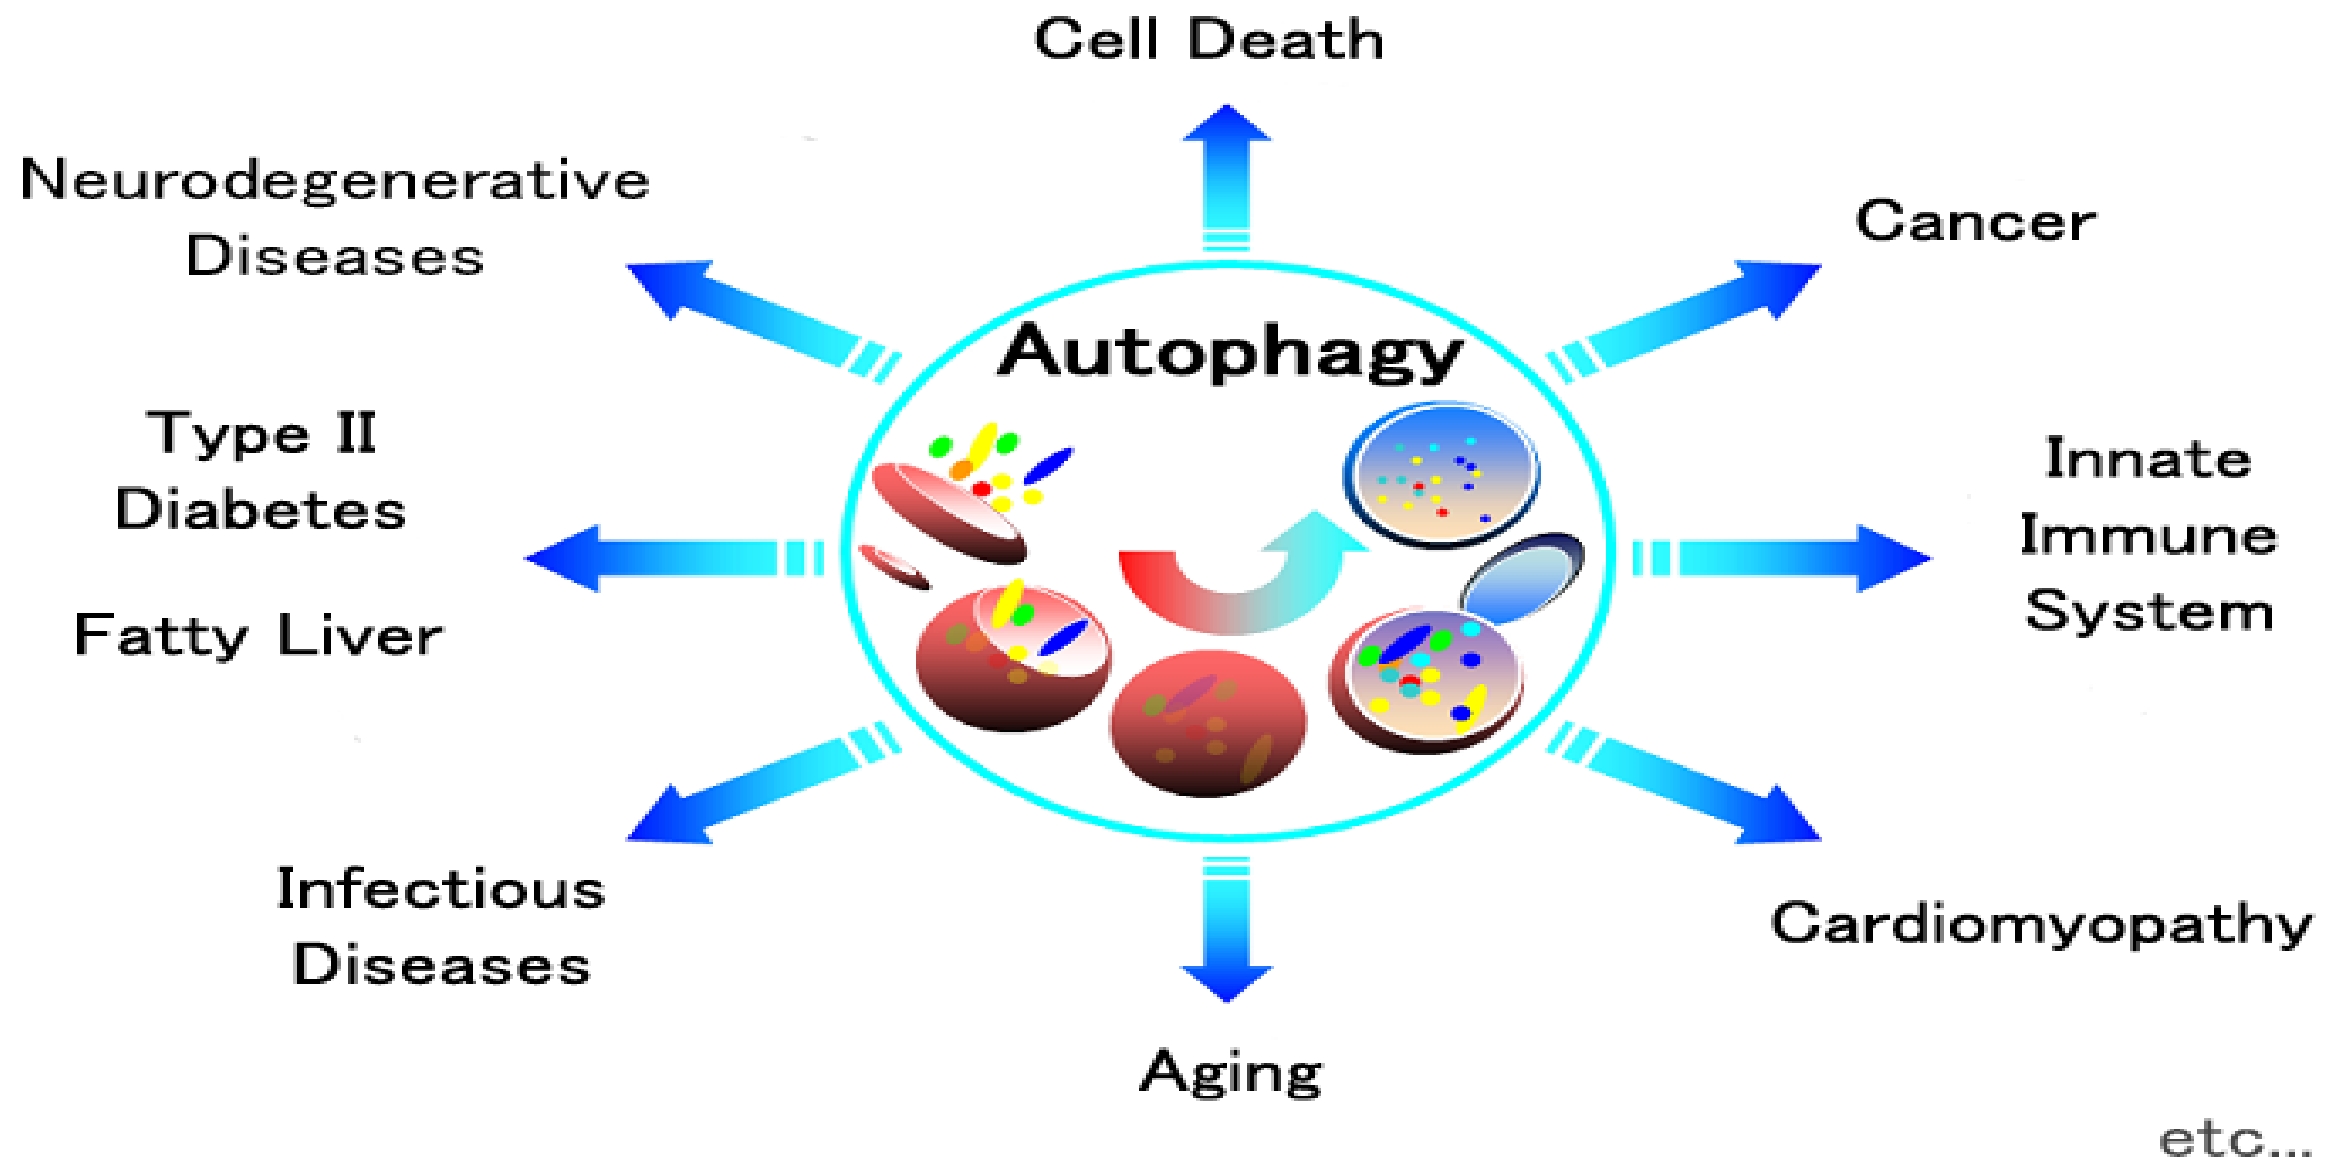 Cell Death
Neurodegenerative
Diseases
Cancer
Autophagy
Type II
Diabetes
Fatty Liver
Innate
Immune
System
Infectious
Diseases
Cardiomyopathy
Aging
etc...